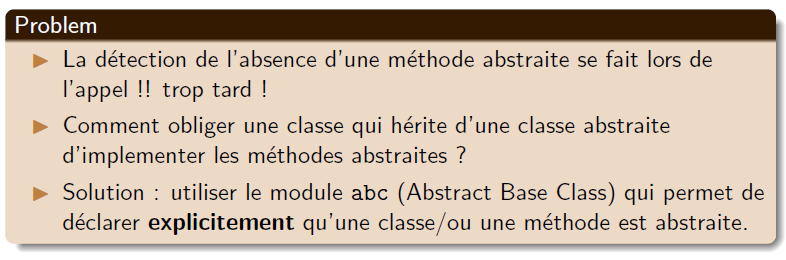 Problem
La détection de l'absence d'une méthode abstraite se fait lors de
l'appel !! trop tard !
Comment obliger une classe qui hérite d'une classe abstraite
d'implementer les méthodes abstraites ?
Solution : utiliser le module abc (Abstract Base Class) qui permet de
déclarer explicitement qu'une classe/ou une méthode est abstraite.